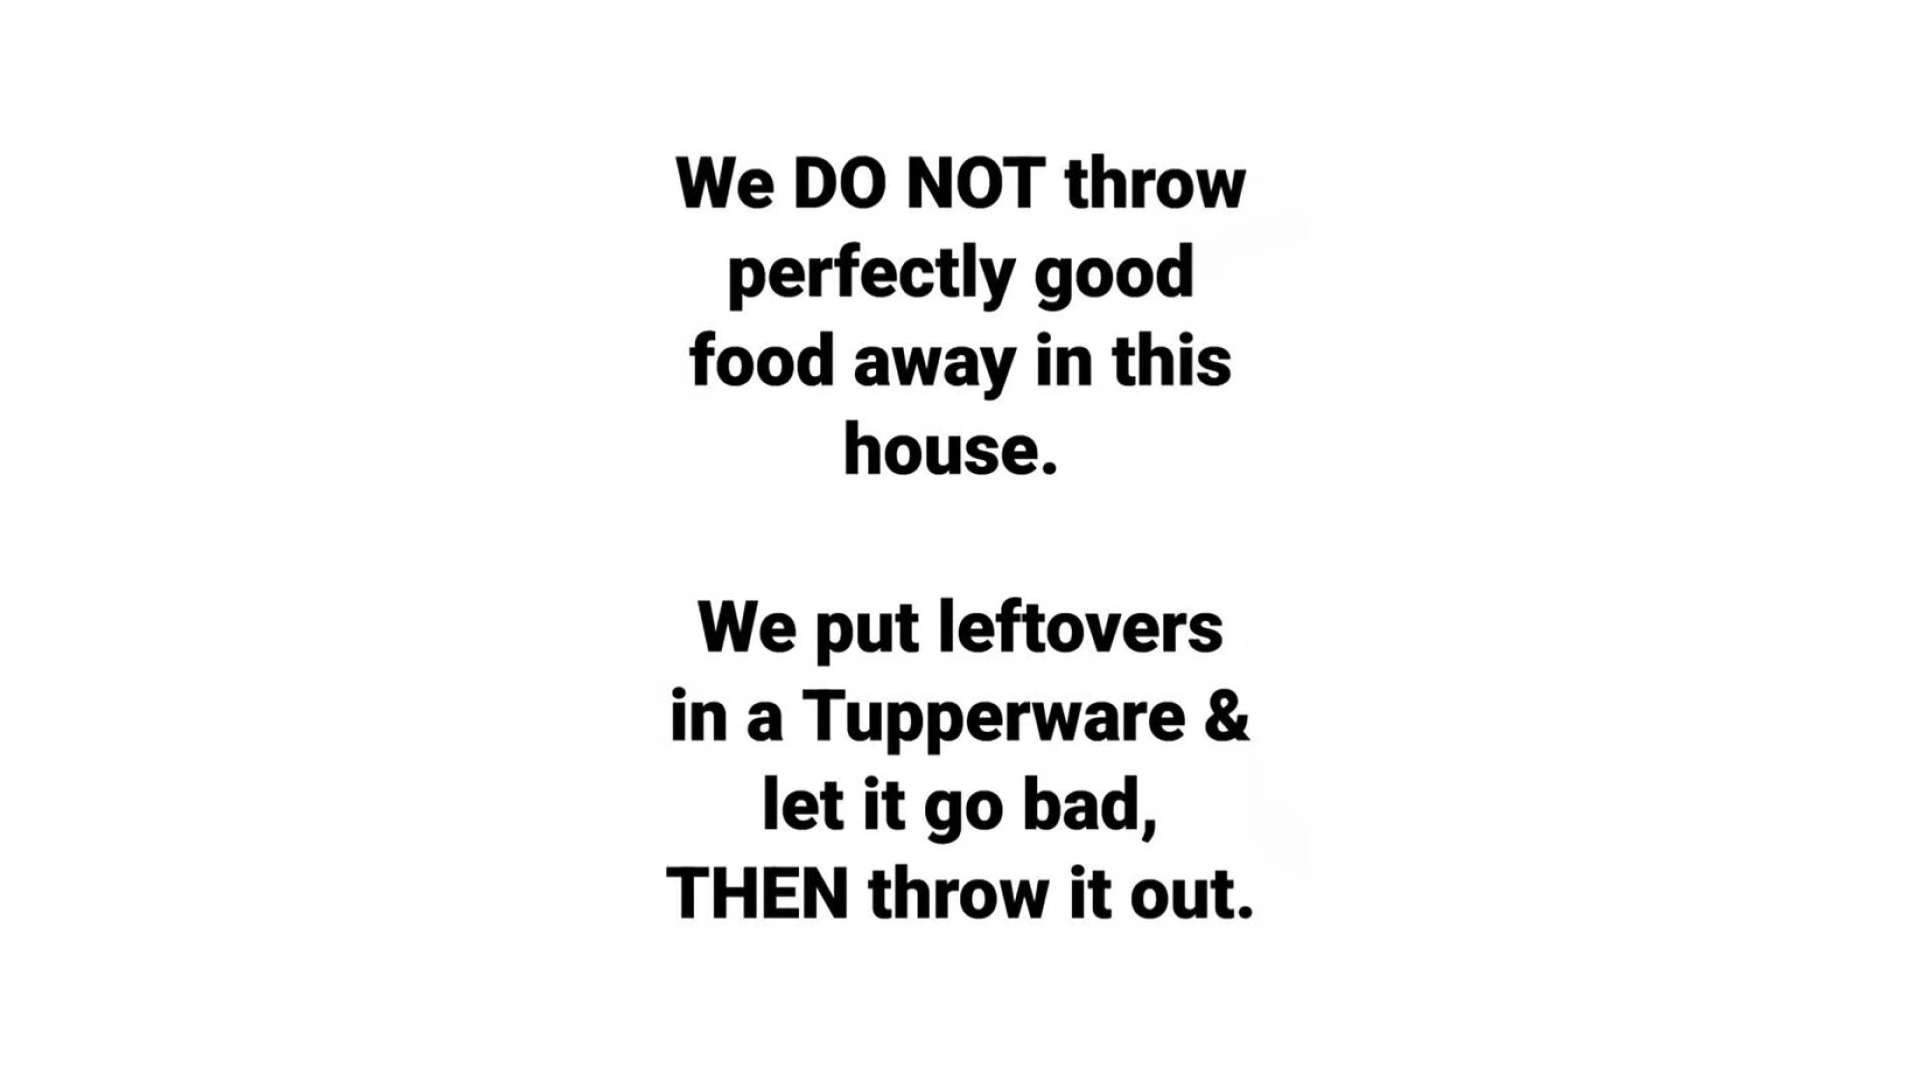 We DO NOT throw
perfectly good
food away in this
house.
We put leftovers
in a Tupperware &
let it go bad,
THEN throw it out.